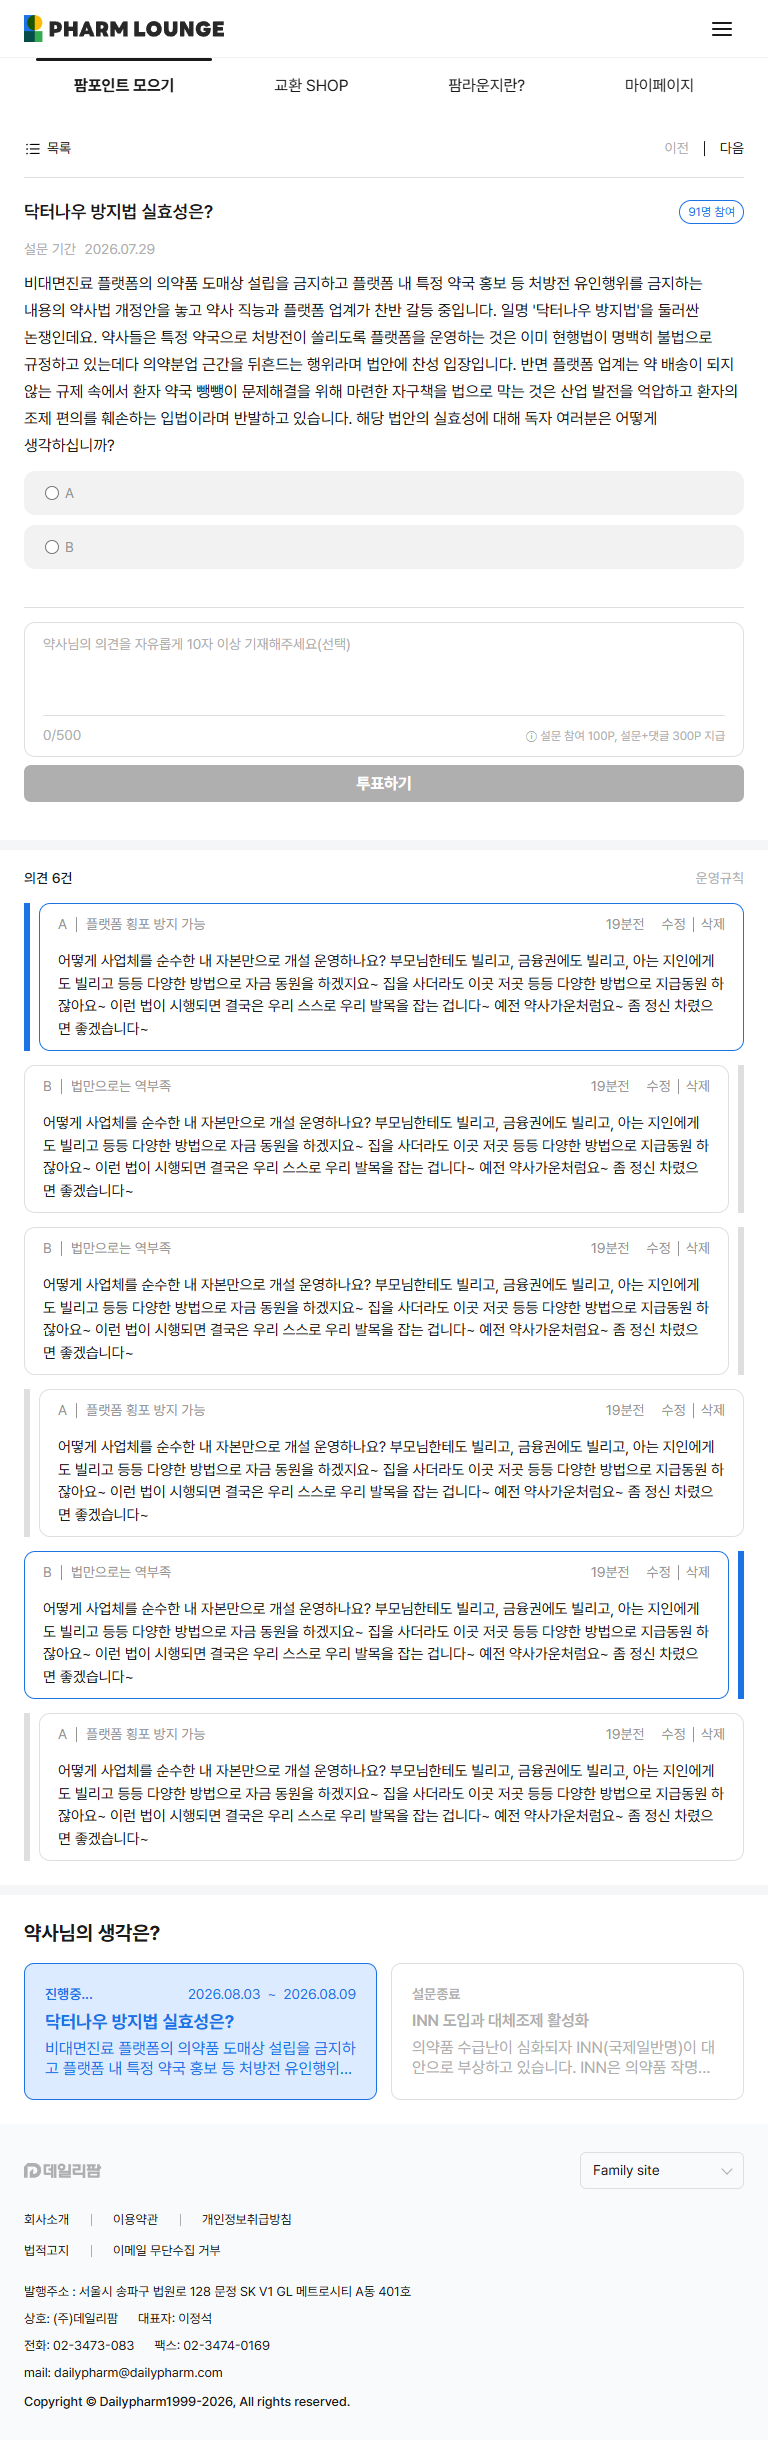 PHARM LOUNGE
팜포인트 모으기 교환 SHOP 팜라운지란? 마이페이지
목록 이전 | 다음
닥터나우 방지법 실효성은? 91명 참여
설문 기간 2026.07.29
비대면진료 플랫폼의 의약품 도매상 설립을 금지하고 플랫폼 내 특정 약국 홍보 등 처방전 유인행위를 금지하는
내용의 약사법 개정안을 놓고 약사 직능과 플랫폼 업계가 찬반 갈등 중입니다. 일명 '닥터나우 방지법'을 둘러싼
논쟁인데요. 약사들은 특정 약국으로 처방전이 쏠리도록 플랫폼을 운영하는 것은 이미 현행법이 명백히 불법으로
규정하고 있는데다 의약분업 근간을 뒤흔드는 행위라며 법안에 찬성 입장입니다. 반면 플랫폼 업계는 약 배송이 되지
않는 규제 속에서 환자 약국 뺑뺑이 문제해결을 위해 마련한 자구책을 법으로 막는 것은 산업 발전을 억압하고 환자의
조제 편의를 훼손하는 입법이라며 반발하고 있습니다. 해당 법안의 실효성에 대해 독자 여러분은 어떻게
생각하십니까?
A
B
약사님의 의견을 자유롭게 10자 이상 기재해주세요(선택)
0/500 설문 참여 100P, 설문+댓글 300P 지급
투표하기
의견 6건 운영규칙
A | 플랫폼 횡포 방지 가능 19분전 수정 | 삭제
어떻게 사업체를 순수한 내 자본만으로 개설 운영하나요? 부모님한테도 빌리고, 금융권에도 빌리고, 아는 지인에게
도 빌리고 등등 다양한 방법으로 자금 동원을 하겠지요~ 집을 사더라도 이곳 저곳 등등 다양한 방법으로 지급동원 하
잖아요~ 이런 법이 시행되면 결국은 우리 스스로 우리 발목을 잡는 겁니다~ 예전 약사가운처럼요~ 좀 정신 차렸으
면 좋겠습니다~
B | 법만으로는 역부족 19분전 수정 | 삭제
어떻게 사업체를 순수한 내 자본만으로 개설 운영하나요? 부모님한테도 빌리고, 금융권에도 빌리고, 아는 지인에게
도 빌리고 등등 다양한 방법으로 자금 동원을 하겠지요~ 집을 사더라도 이곳 저곳 등등 다양한 방법으로 지급동원 하
잖아요~ 이런 법이 시행되면 결국은 우리 스스로 우리 발목을 잡는 겁니다~ 예전 약사가운처럼요~ 좀 정신 차렸으
면 좋겠습니다~
B | 법만으로는 역부족 19분전 수정 | 삭제
어떻게 사업체를 순수한 내 자본만으로 개설 운영하나요? 부모님한테도 빌리고, 금융권에도 빌리고, 아는 지인에게
도 빌리고 등등 다양한 방법으로 자금 동원을 하겠지요~ 집을 사더라도 이곳 저곳 등등 다양한 방법으로 지급동원 하
잖아요~ 이런 법이 시행되면 결국은 우리 스스로 우리 발목을 잡는 겁니다~ 예전 약사가운처럼요~ 좀 정신 차렸으
면 좋겠습니다~
A | 플랫폼 횡포 방지 가능 19분전 수정 | 삭제
어떻게 사업체를 순수한 내 자본만으로 개설 운영하나요? 부모님한테도 빌리고, 금융권에도 빌리고, 아는 지인에게
도 빌리고 등등 다양한 방법으로 자금 동원을 하겠지요~ 집을 사더라도 이곳 저곳 등등 다양한 방법으로 지급동원 하
잖아요~ 이런 법이 시행되면 결국은 우리 스스로 우리 발목을 잡는 겁니다~ 예전 약사가운처럼요~ 좀 정신 차렸으
면 좋겠습니다~
B | 법만으로는 역부족 19분전 수정 | 삭제
어떻게 사업체를 순수한 내 자본만으로 개설 운영하나요? 부모님한테도 빌리고, 금융권에도 빌리고, 아는 지인에게
도 빌리고 등등 다양한 방법으로 자금 동원을 하겠지요~ 집을 사더라도 이곳 저곳 등등 다양한 방법으로 지급동원 하
잖아요~ 이런 법이 시행되면 결국은 우리 스스로 우리 발목을 잡는 겁니다~ 예전 약사가운처럼요~ 좀 정신 차렸으
면 좋겠습니다~
A | 플랫폼 횡포 방지 가능 19분전 수정 | 삭제
어떻게 사업체를 순수한 내 자본만으로 개설 운영하나요? 부모님한테도 빌리고, 금융권에도 빌리고, 아는 지인에게
도 빌리고 등등 다양한 방법으로 자금 동원을 하겠지요~ 집을 사더라도 이곳 저곳 등등 다양한 방법으로 지급동원 하
잖아요~ 이런 법이 시행되면 결국은 우리 스스로 우리 발목을 잡는 겁니다~ 예전 약사가운처럼요~ 좀 정신 차렸으
면 좋겠습니다~
약사님의 생각은?
진행중... 2026.08.03 ~ 2026.08.09
닥터나우 방지법 실효성은?
비대면진료 플랫폼의 의약품 도매상 설립을 금지하
고 플랫폼 내 특정 약국 홍보 등 처방전 유인행위...
설문종료
INN 도입과 대체조제 활성화
의약품 수급난이 심화되자 INN(국제일반명)이 대
안으로 부상하고 있습니다. INN은 의약품 작명...
데일리팜 Family site
회사소개 | 이용약관 | 개인정보취급방침
법적고지 | 이메일 무단수집 거부
발행주소 : 서울시 송파구 법원로 128 문정 SK V1 GL 메트로시티 A동 401호
상호: (주)데일리팜 대표자: 이정석
전화: 02-3473-083 팩스: 02-3474-0169
mail: dailypharm@dailypharm.com
Copyright © Dailypharm1999-2026, All rights reserved.